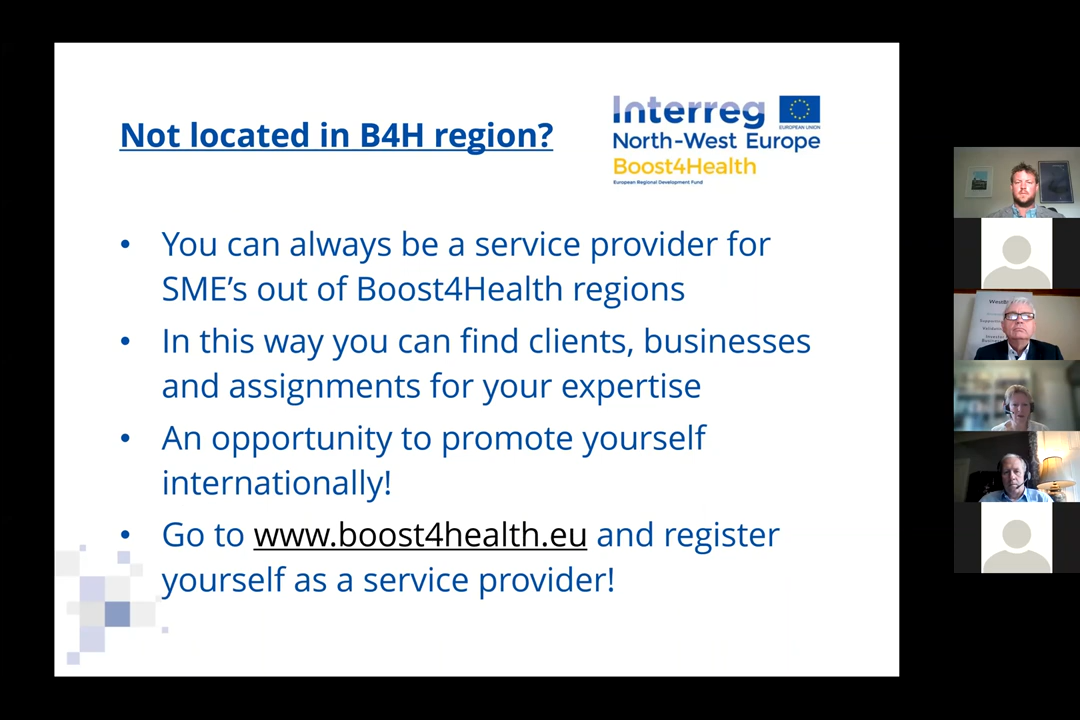 Not located in B4H region?
Interreg
EUROPEAN UNION
North-West Europe
Boost4Health
European Regional Development Fund
• You can always be a service provider for
SME’s out of Boost4Health regions
• In this way you can find clients, businesses
and assignments for your expertise
• An opportunity to promote yourself
internationally!
• Go to www.boost4health.eu and register
yourself as a service provider!